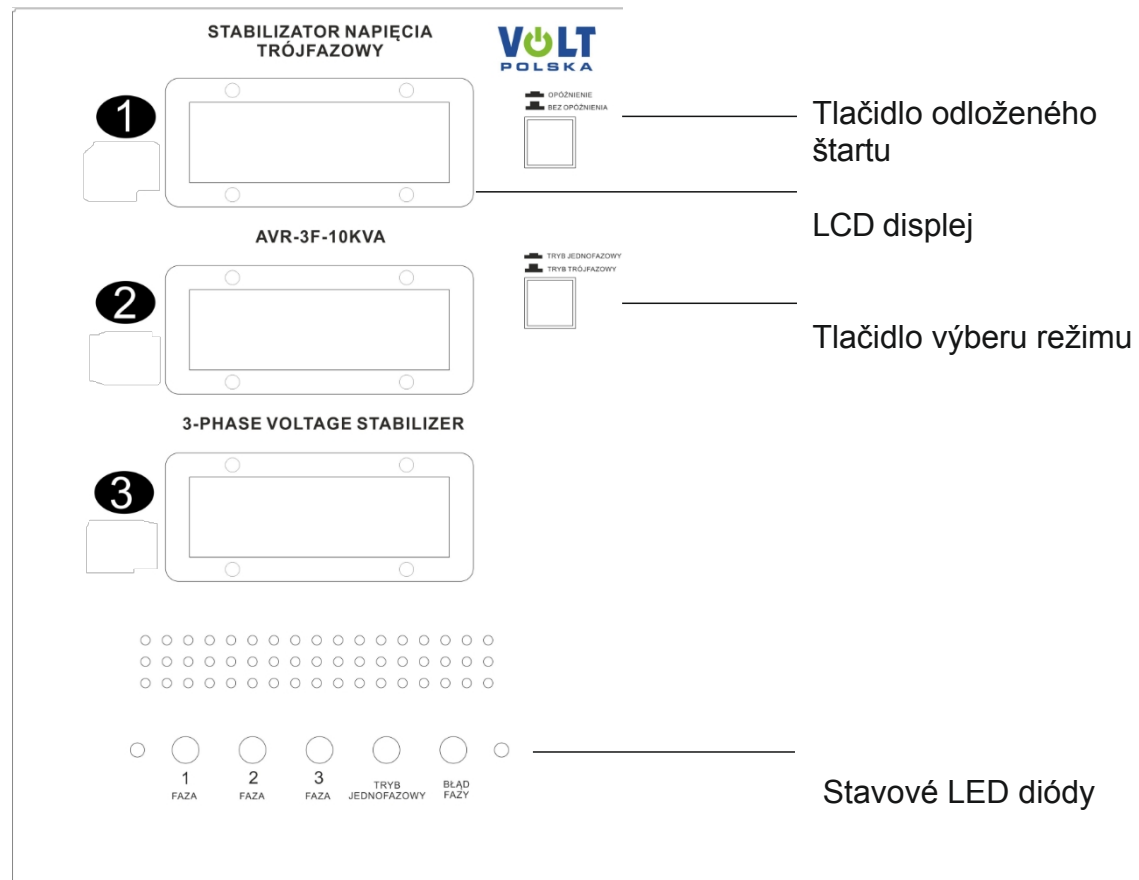 STABILIZATOR NAPIĘCIA
TRÓJFAZOWY
VOLT
POLSKA
1
OPÓŹNIENIE
BEZ OPÓŹNIENIA
Tlačidlo odloženého
štartu
LCD displej
AVR-3F-10KVA
TRYB JEDNOFAZOWY
TRYB TRÓJFAZOWY
2
Tlačidlo výberu režimu
3-PHASE VOLTAGE STABILIZER
3
1
FAZA
2
FAZA
3
FAZA
TRYB
JEDNOFAZOWY
BŁĄD
FAZY
Stavové LED diódy